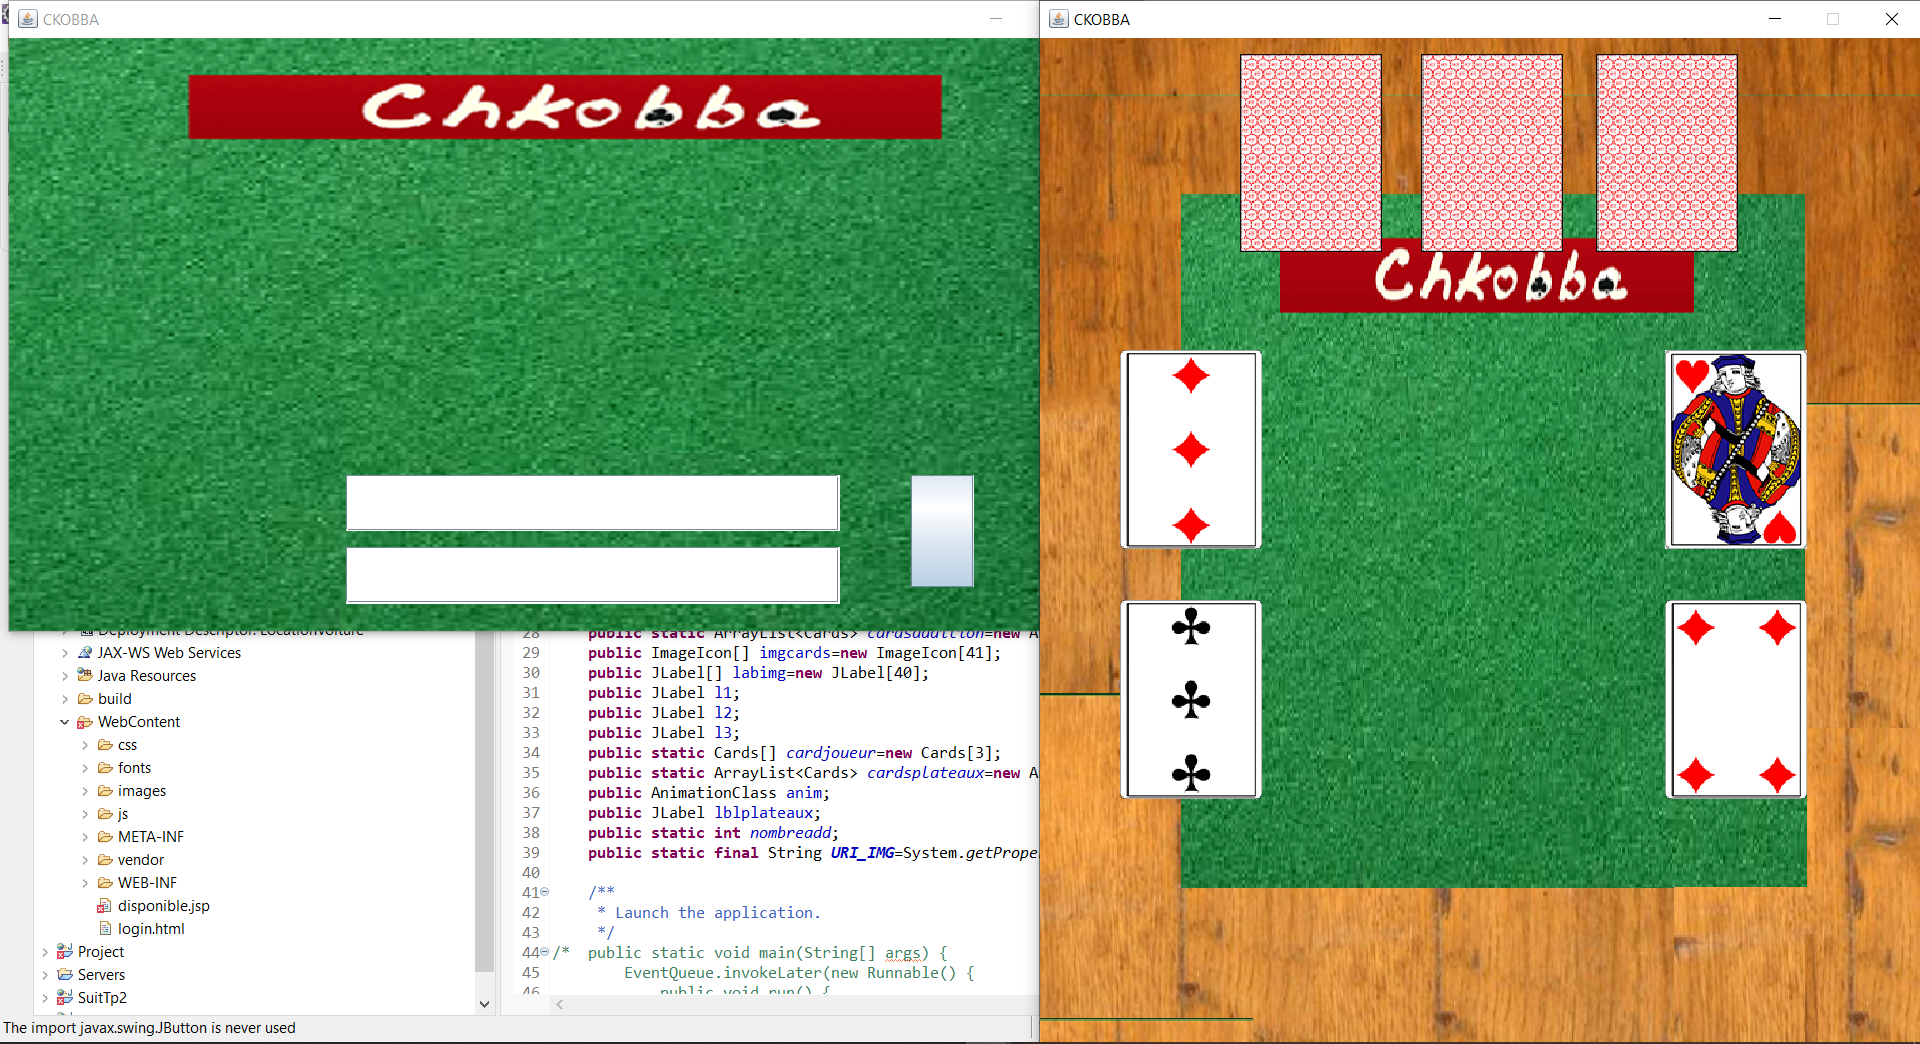 CKOBBA
Chkobba
CKOBBA
Chkobba
Deployment Descriptor: LocationVoiture
JAX-WS Web Services
Java Resources
build
WebContent
css
fonts
images
js
META-INF
vendor
WEB-INF
disponible.jsp
login.html
Project
Servers
SuitTp2
28 public static ArrayList<Cards> cardsaddition=new A
29 public ImageIcon[] imgcards=new ImageIcon[41];
30 public JLabel[] labimg=new JLabel[40];
31 public JLabel l1;
32 public JLabel l2;
33 public JLabel l3;
34 public static Cards[] cardjoueur=new Cards[3];
35 public static ArrayList<Cards> cardsplateaux=new A
36 public AnimationClass anim;
37 public JLabel lblplateaux;
38 public static int nombreadd;
39 public static final String URI_IMG=System.getPrope
40
41 /**
42 * Launch the application.
43 */
44 /* public static void main(String[] args) {
45 EventQueue.invokeLater(new Runnable() {
46 public void run() {
The import javax.swing.JButton is never used